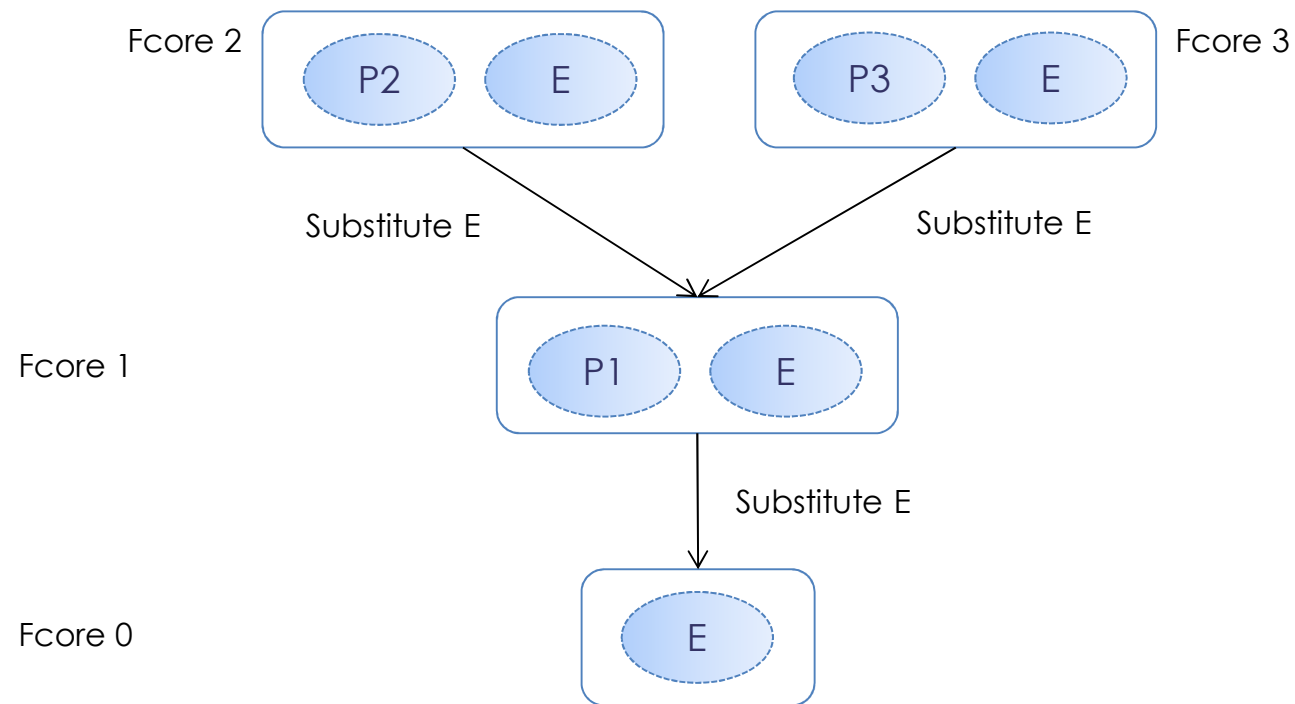 Fcore 2
P2
E
P3
E
Fcore 3
Substitute E
Substitute E
Fcore 1
P1
E
Substitute E
Fcore 0
E